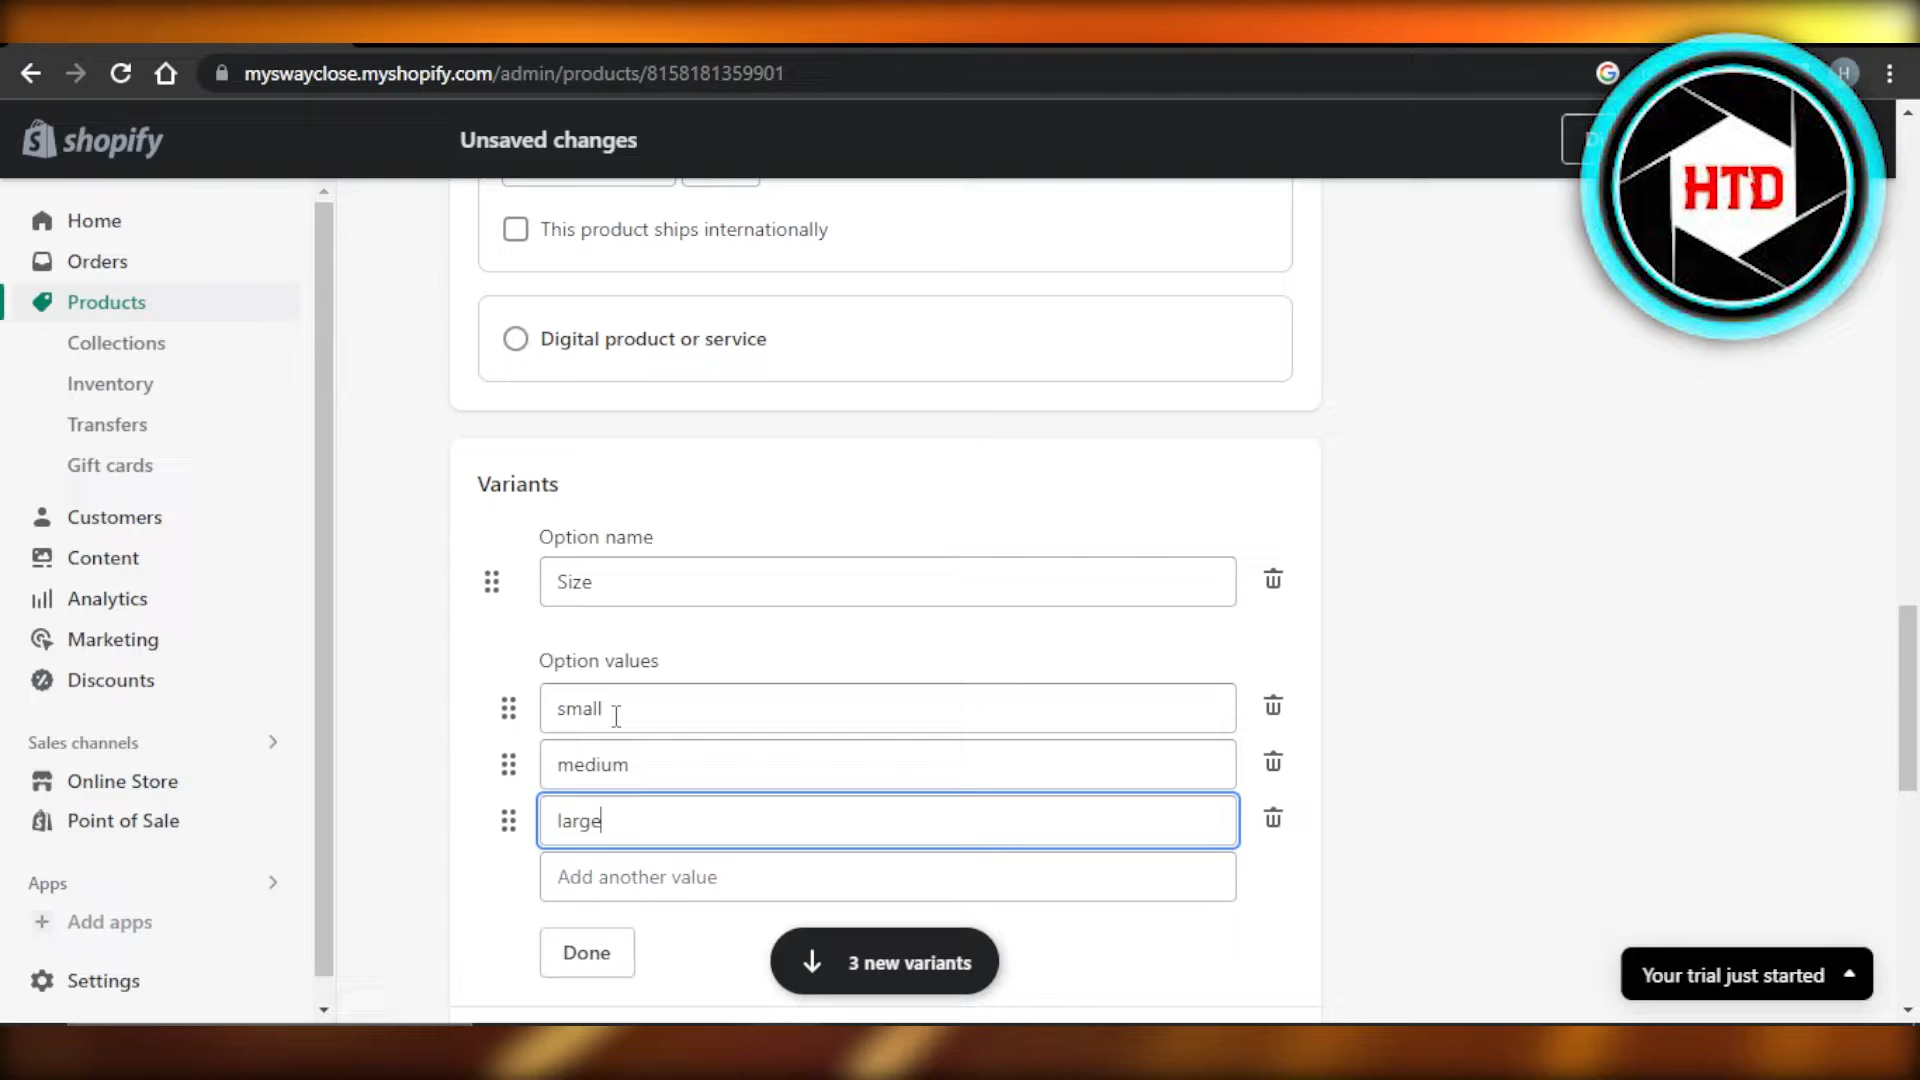 myswayclose.myshopify.com/admin/products/8158181359901
H
shopify
Unsaved changes
HTD
Home
Orders
Products
Collections
Inventory
Transfers
Gift cards
Customers
Content
Analytics
Marketing
Discounts
Sales channels
Online Store
Point of Sale
Apps
Add apps
Settings
This product ships internationally
Digital product or service
Variants
Option name
Size
Option values
small
medium
large
Add another value
Done
3 new variants
Your trial just started